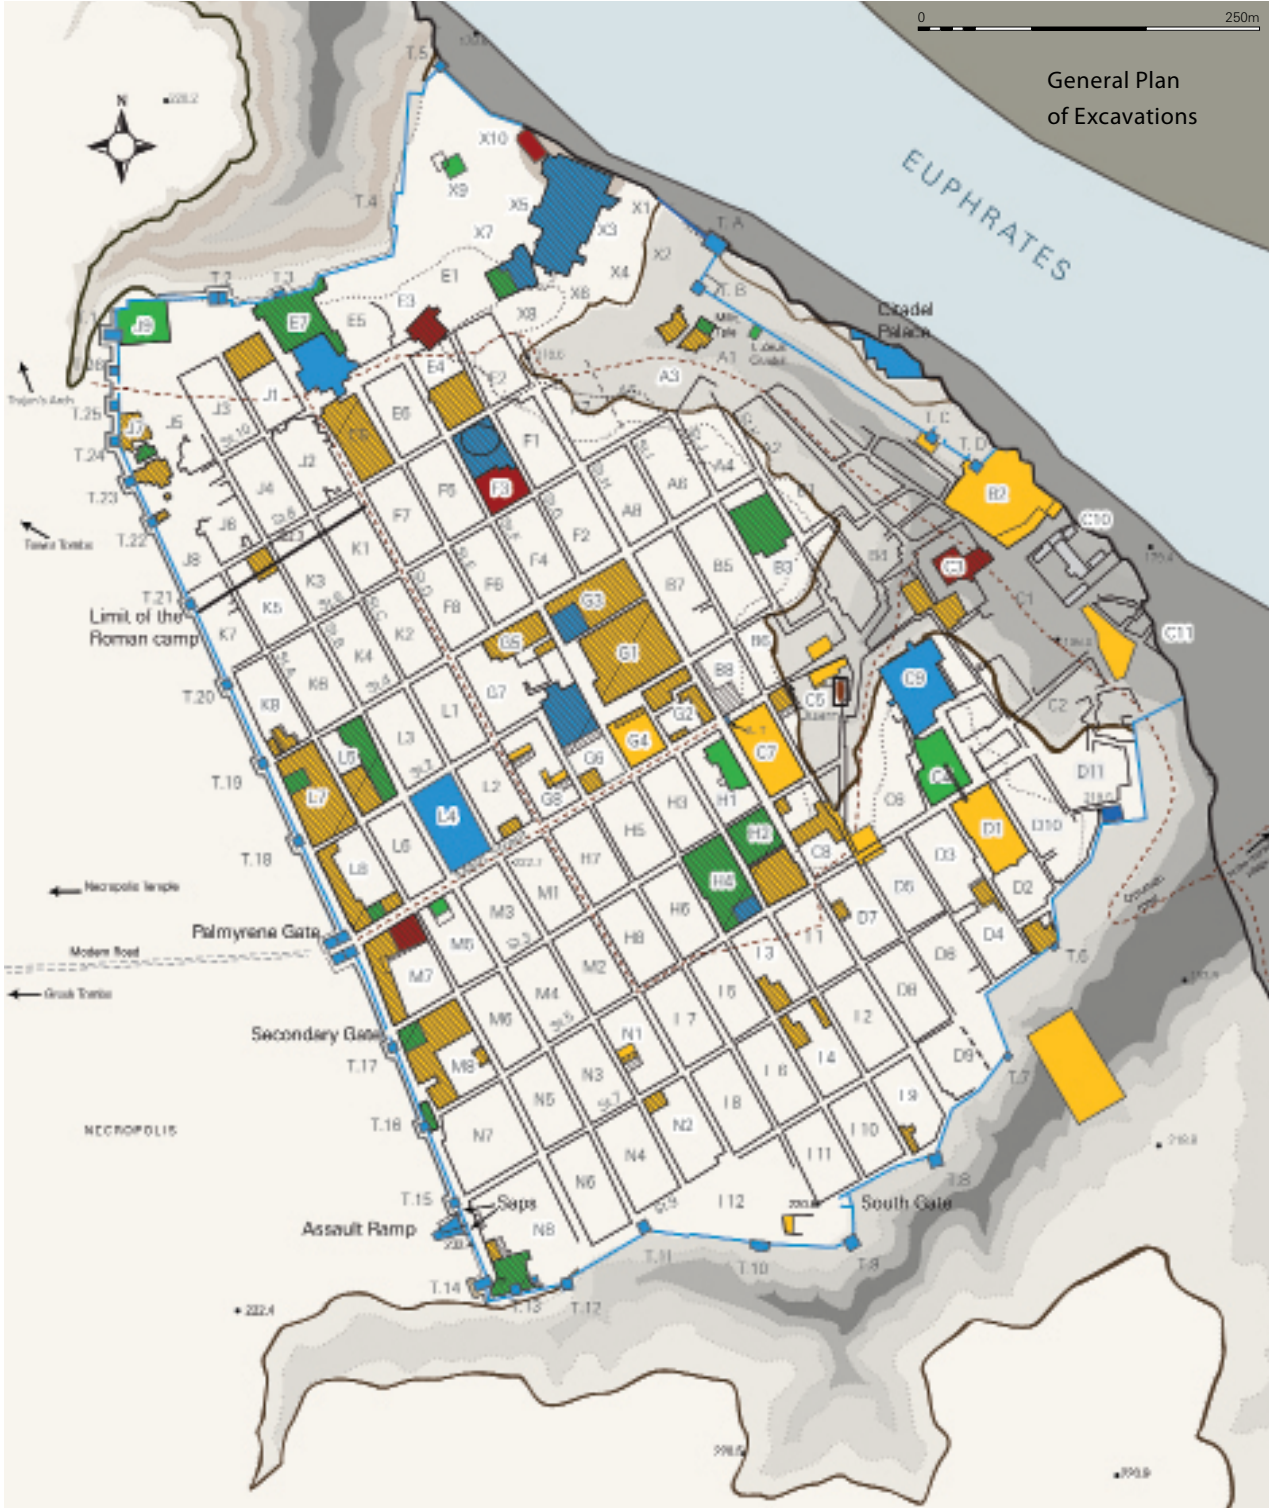 0 250m
General Plan
of Excavations
EUPHRATES
N
T.5
X10
X9
X5
X1
T.4
T. A
X7
X3
X2
E1
X4
T.2
T.3
T. B
X6
E3
X8
J9
E7
E5
Citadel
Palace
A1
E4
E2
A3
J3
J1
T.25
J7
J5
E6
F1
T. C
T. D
T.24
J2
A4
J4
F5
F3
A6
B2
T.23
A8
J6
F7
C10
T.22
F2
J8
K1
F4
B5
B3
C3
K3
F6
B7
T.21
K5
F8
G3
C1
Limit of the
Roman camp
K7
K2
G5
G1
B6
C11
K4
B8
C9
T.20
K6
G7
C5
K8
L1
G2
C2
L3
G4
C7
L5
G6
C4
D11
T.19
L7
L2
G8
H3
H1
C6
L4
H5
H2
D1
D10
T.18
L6
H7
C8
D3
L8
H4
D5
D2
Necropolis Temple
M1
M3
H6
D7
Palmyrene Gate
M5
H8
I1
D4
T.6
Modern Road
I3
D6
M7
M2
Greek Tombs
M4
I5
D8
M6
I7
I2
Secondary Gate
N1
I4
D9
T.17
M8
N3
I6
T.7
N5
I8
I9
T.16
NECROPOLIS
N7
N2
I10
N4
I11
T.8
N6
T.15
Saps
I12
South Gate
Assault Ramp
N8
T.11
T.10
T.9
T.14
T.13
T.12
222.4